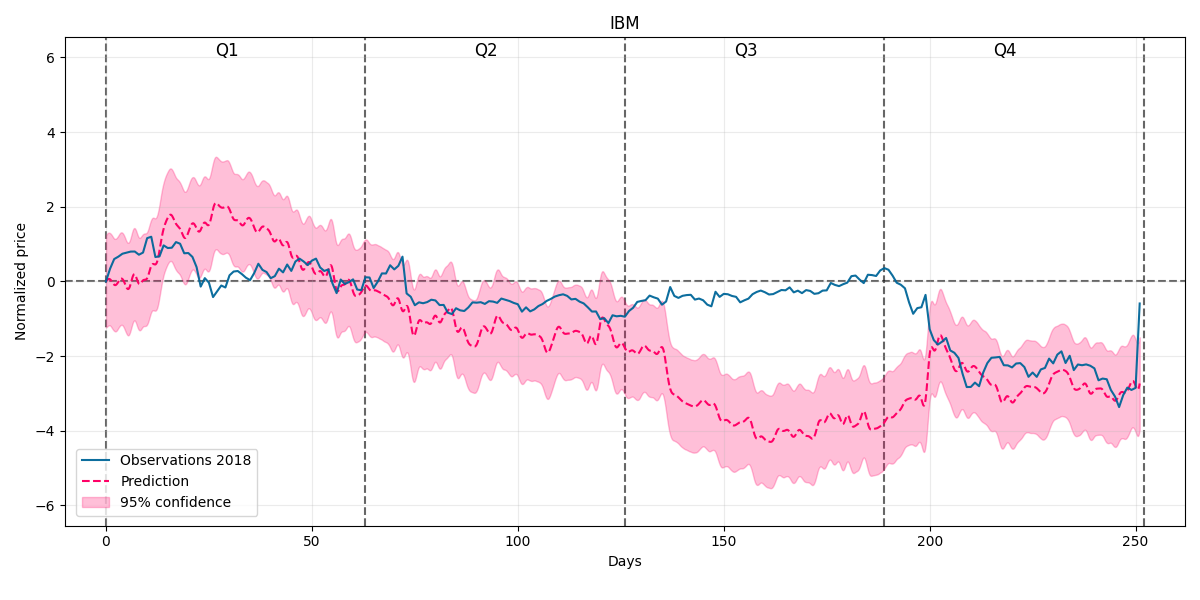 IBM
Q1 Q2 Q3 Q4
Normalized price
6
4
2
0
−2
−4
−6
Observations 2018
Prediction
95% confidence
0 50 100 150 200 250
Days